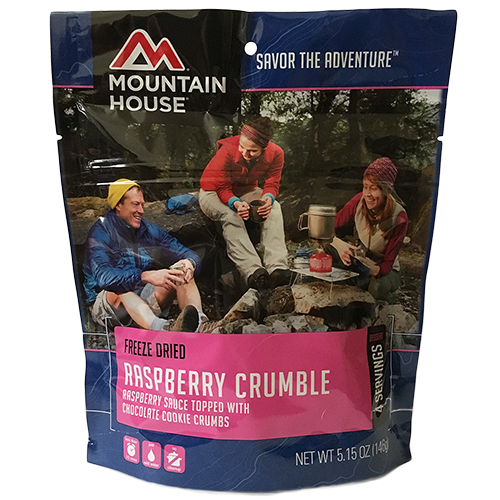 SAVOR THE ADVENTURE™
MOUNTAIN
HOUSE®
FREEZE DRIED
RASPBERRY CRUMBLE
RASPBERRY SAUCE TOPPED WITH
CHOCOLATE COOKIE CRUMBS
4 SERVINGS
NET WT 5.15 OZ (146g)